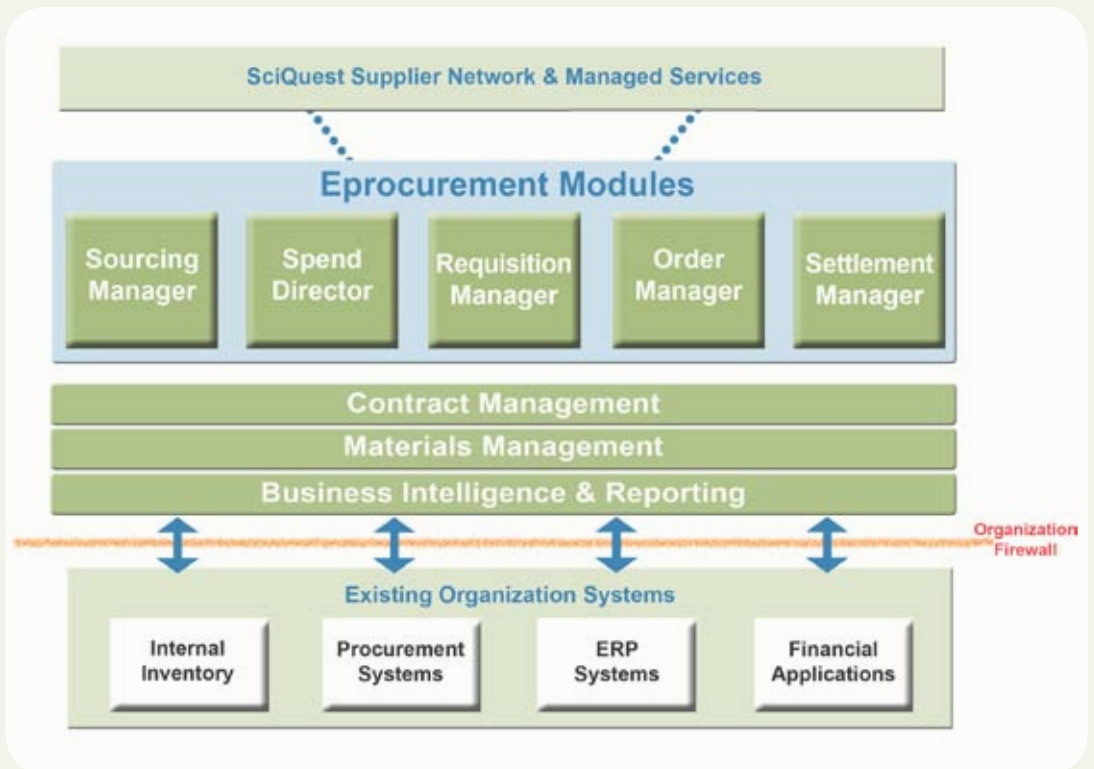 SciQuest Supplier Network & Managed Services
Eprocurement Modules
Sourcing
Manager
Spend
Director
Requisition
Manager
Order
Manager
Settlement
Manager
Contract Management
Materials Management
Business Intelligence & Reporting
Organization
Firewall
Existing Organization Systems
Internal
Inventory
Procurement
Systems
ERP
Systems
Financial
Applications